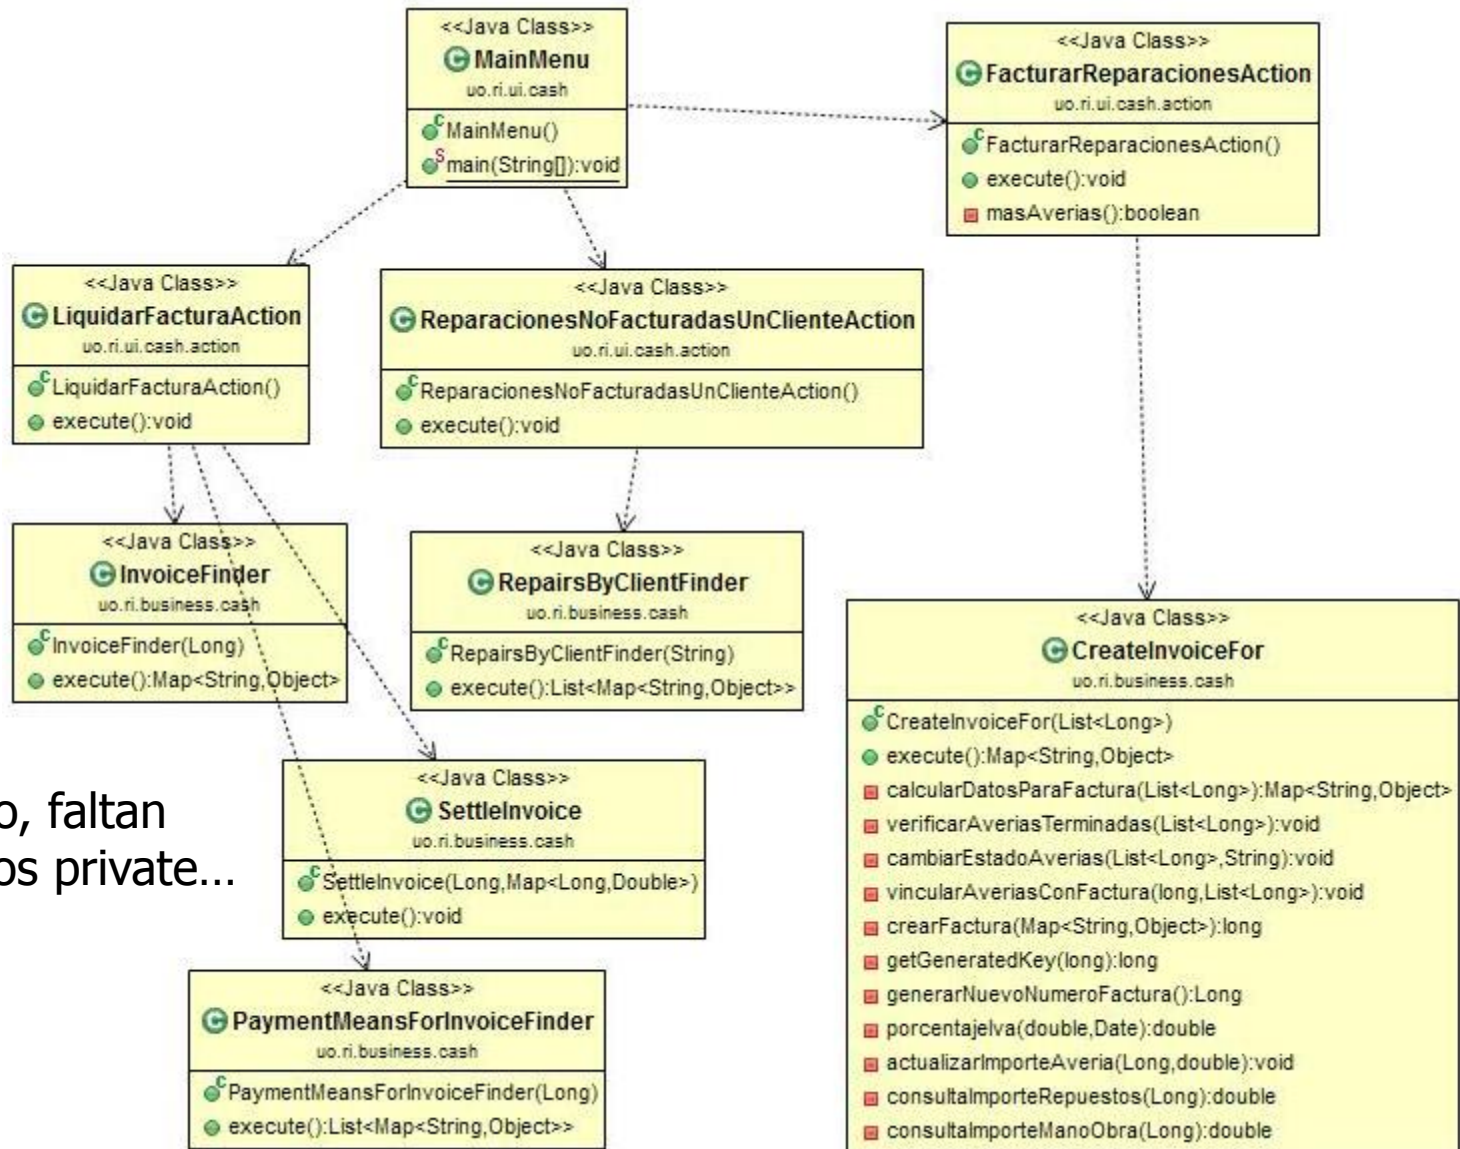 <<Java Class>>
MainMenu
uo.ri.ui.cash
MainMenu()
main(String[]):void
<<Java Class>>
FacturarReparacionesAction
uo.ri.ui.cash.action
FacturarReparacionesAction()
execute():void
masAverias():boolean
<<Java Class>>
LiquidarFacturaAction
uo.ri.ui.cash.action
LiquidarFacturaAction()
execute():void
<<Java Class>>
ReparacionesNoFacturadasUnClienteAction
uo.ri.ui.cash.action
ReparacionesNoFacturadasUnClienteAction()
execute():void
<<Java Class>>
InvoiceFinder
uo.ri.business.cash
InvoiceFinder(Long)
execute():Map<String,Object>
<<Java Class>>
RepairsByClientFinder
uo.ri.business.cash
RepairsByClientFinder(String)
execute():List<Map<String,Object>>
<<Java Class>>
CreateInvoiceFor
uo.ri.business.cash
CreateInvoiceFor(List<Long>)
execute():Map<String,Object>
calcularDatosParaFactura(List<Long>):Map<String,Object>
verificarAveriasTerminadas(List<Long>):void
cambiarEstadoAverias(List<Long>,String):void
vincularAveriasConFactura(long,List<Long>):void
crearFactura(Map<String,Object>):long
getGeneratedKey(long):long
generarNuevoNumeroFactura():Long
porcentajeIva(double,Date):double
actualizarImporteAveria(Long,double):void
consultaImporteRepuestos(Long):double
consultaImporteManoObra(Long):double
<<Java Class>>
SettleInvoice
uo.ri.business.cash
SettleInvoice(Long,Map<Long,Double>)
execute():void
o, faltan
os private...
<<Java Class>>
PaymentMeansForInvoiceFinder
uo.ri.business.cash
PaymentMeansForInvoiceFinder(Long)
execute():List<Map<String,Object>>